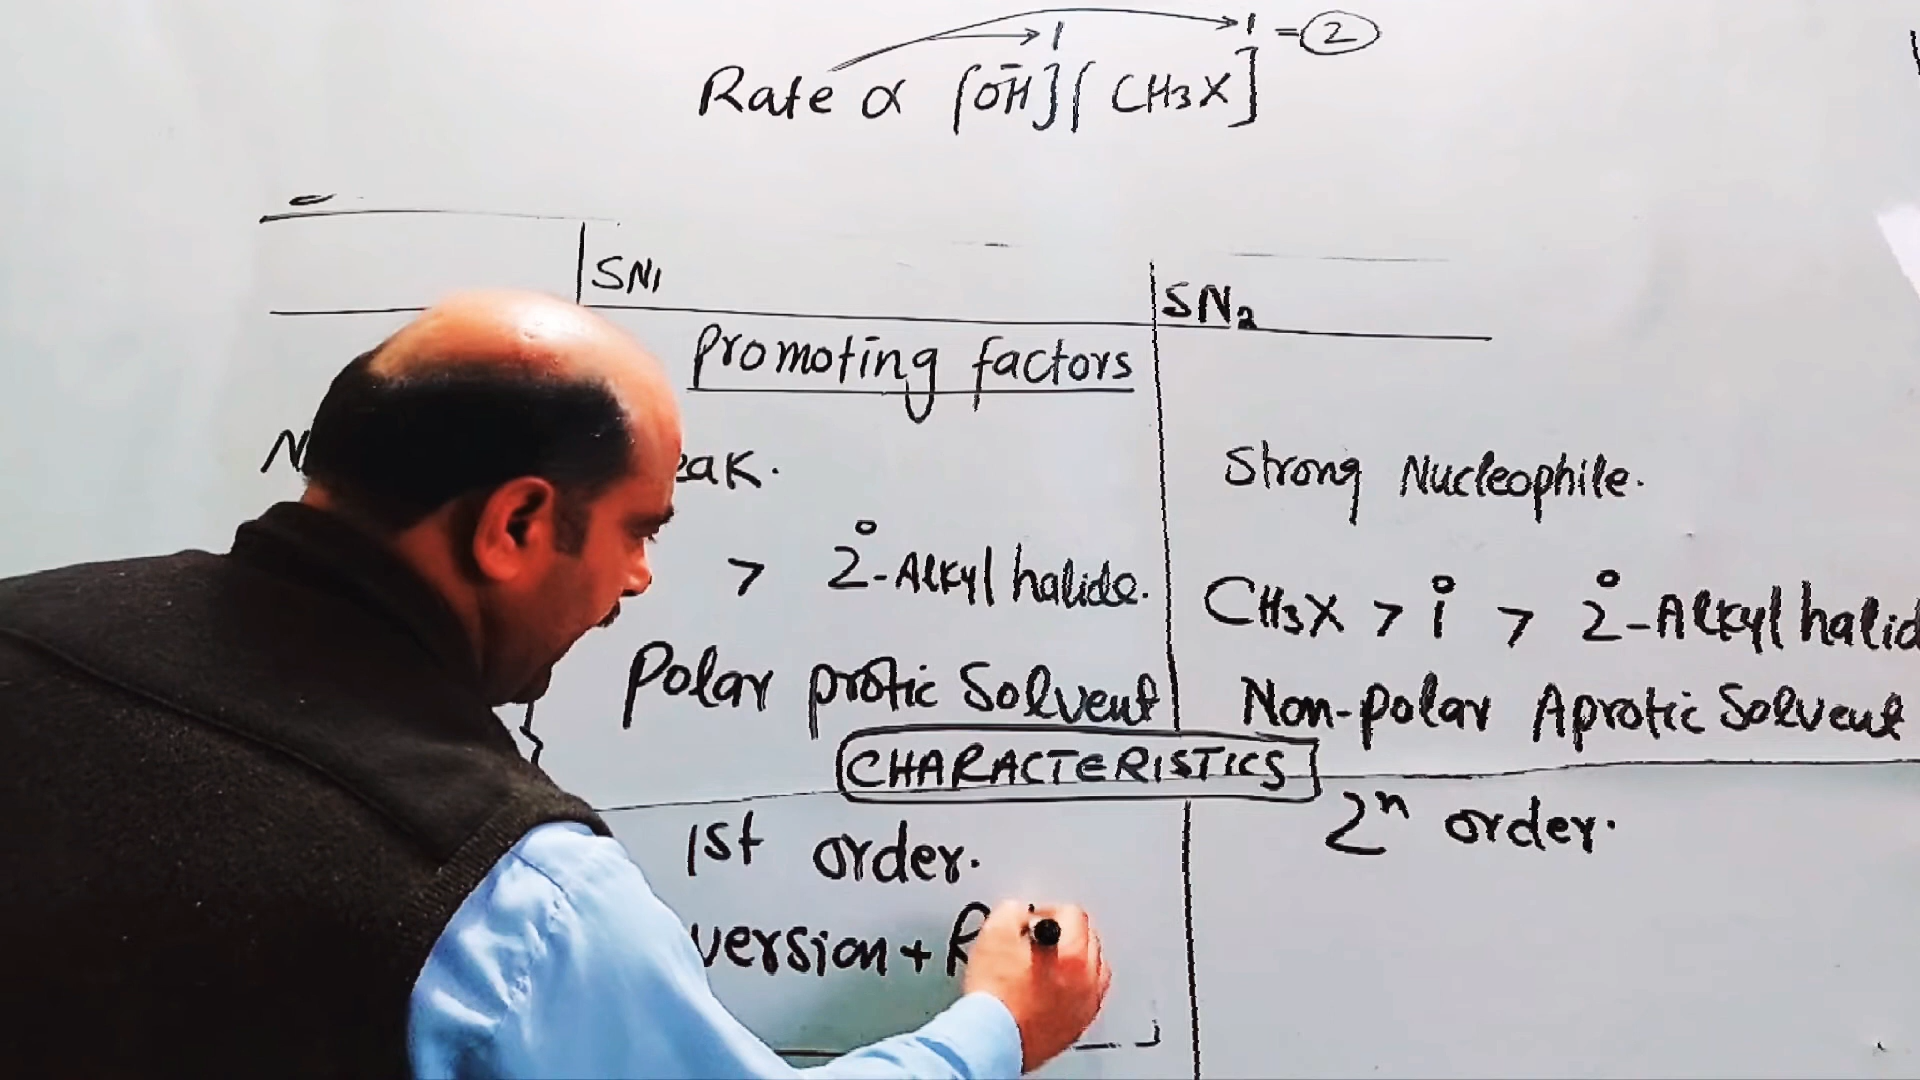 1 1 = 2
Rate α [OH̄] [CH3X]
SN1 SN2
Promoting factors
eak. Strong Nucleophile.
> 2°-Alkyl halide. CH3X > 1° > 2°-Alkyl halid
Polar protic Solvent Non-polar Aprotic Solvent
CHARACTERISTICS
1st order. 2n order.
version +